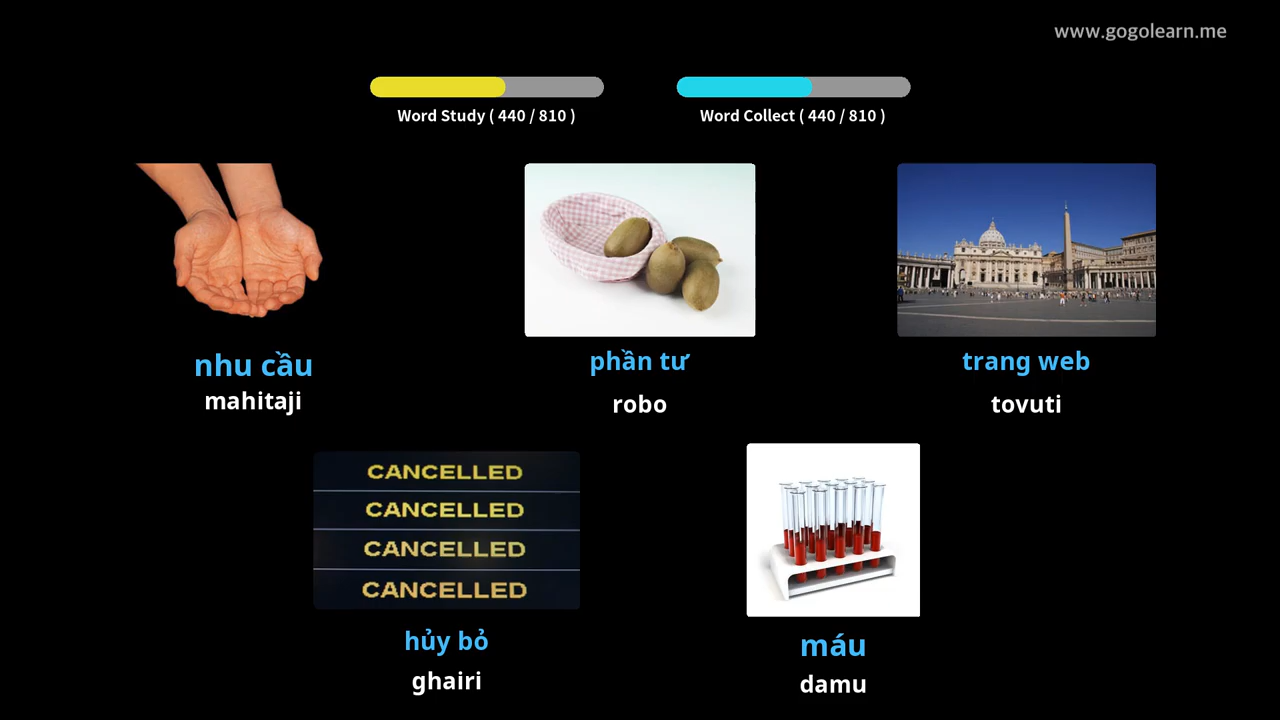 www.gogolearn.me
Word Study ( 440 / 810 )
Word Collect ( 440 / 810 )
nhu cầu
mahitaji
phần tư
robo
trang web
tovuti
CANCELLED
CANCELLED
CANCELLED
CANCELLED
hủy bỏ
ghairi
máu
damu